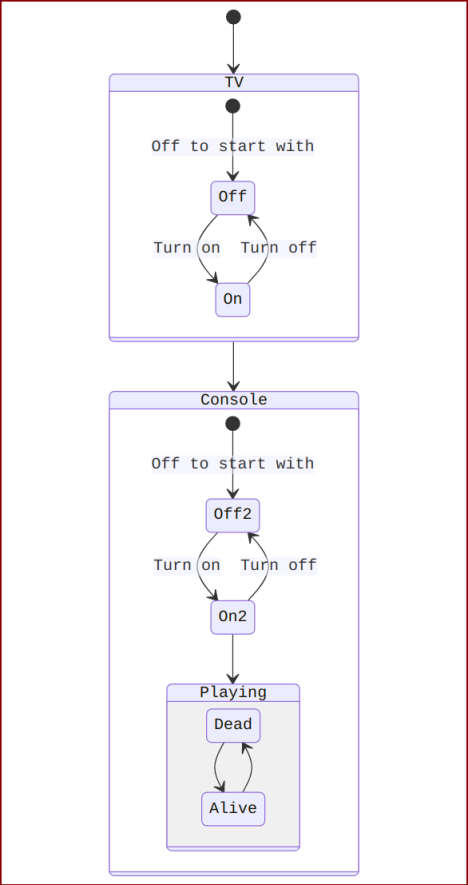 TV
Off to start with
Off
Turn on Turn off
On
Console
Off to start with
Off2
Turn on Turn off
On2
Playing
Dead
Alive